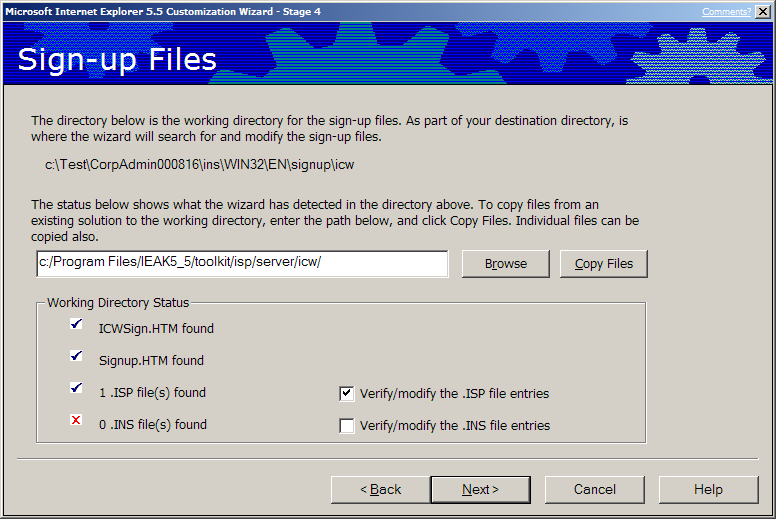 Microsoft Internet Explorer 5.5 Customization Wizard - Stage 4
Comments?
Sign-up Files
The directory below is the working directory for the sign-up files. As part of your destination directory, is
where the wizard will search for and modify the sign-up files.
c:\Test\CorpAdmin000816\ins\WIN32\EN\signup\icw
The status below shows what the wizard has detected in the directory above. To copy files from an
existing solution to the working directory, enter the path below, and click Copy Files. Individual files can be
copied also.
c:/Program Files/IEAK5_5/toolkit/isp/server/icw/
Browse
Copy Files
Working Directory Status
ICWSign.HTM found
Signup.HTM found
1 .ISP file(s) found
Verify/modify the .ISP file entries
0 .INS file(s) found
Verify/modify the .INS file entries
< Back
Next >
Cancel
Help